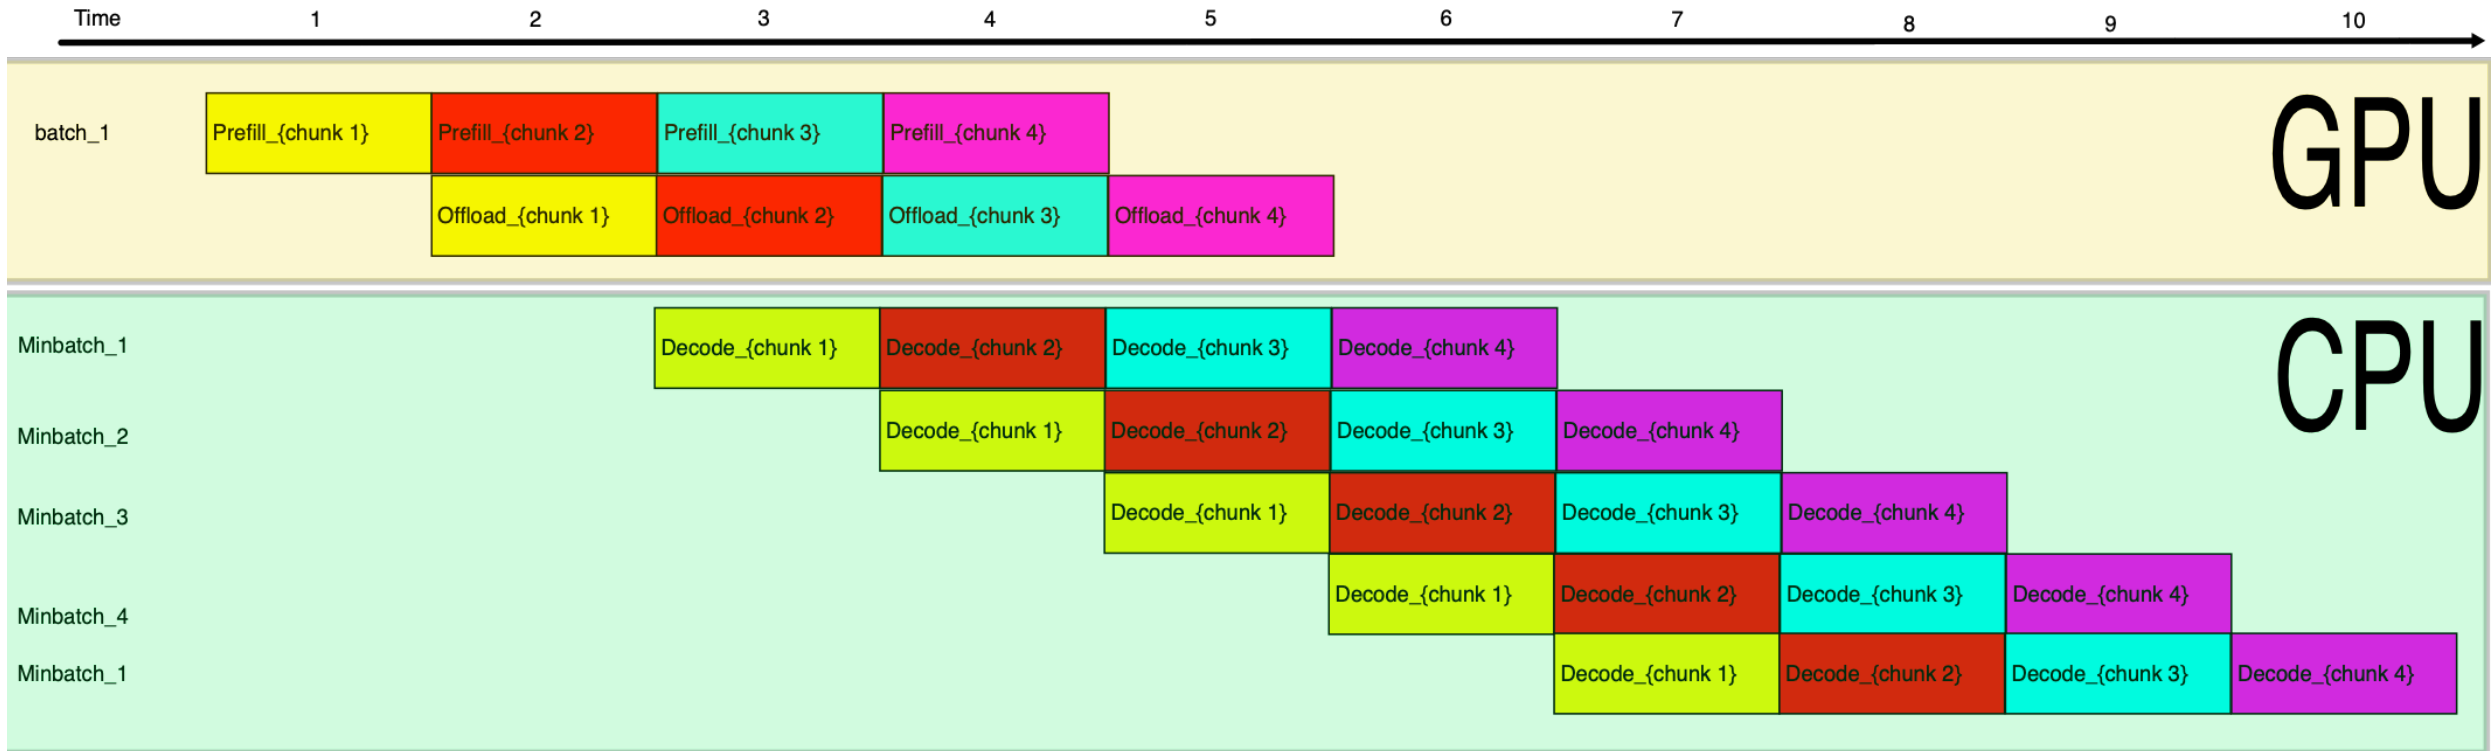 Time 1 2 3 4 5 6 7 8 9 10
batch_1 Prefill_{chunk 1} Prefill_{chunk 2} Prefill_{chunk 3} Prefill_{chunk 4}
GPU
Offload_{chunk 1} Offload_{chunk 2} Offload_{chunk 3} Offload_{chunk 4}
Minbatch_1 Decode_{chunk 1} Decode_{chunk 2} Decode_{chunk 3} Decode_{chunk 4}
CPU
Minbatch_2 Decode_{chunk 1} Decode_{chunk 2} Decode_{chunk 3} Decode_{chunk 4}
Minbatch_3 Decode_{chunk 1} Decode_{chunk 2} Decode_{chunk 3} Decode_{chunk 4}
Minbatch_4 Decode_{chunk 1} Decode_{chunk 2} Decode_{chunk 3} Decode_{chunk 4}
Minbatch_1 Decode_{chunk 1} Decode_{chunk 2} Decode_{chunk 3} Decode_{chunk 4}